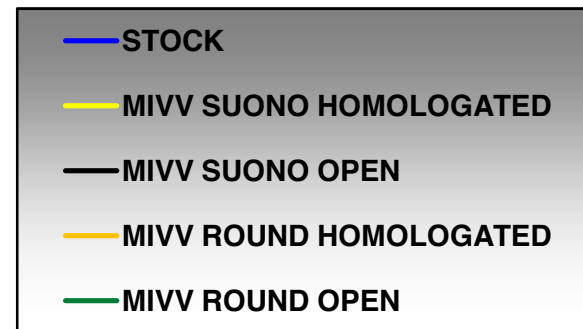 STOCK
MIVV SUONO HOMOLOGATED
MIVV SUONO OPEN
MIVV ROUND HOMOLOGATED
MIVV ROUND OPEN